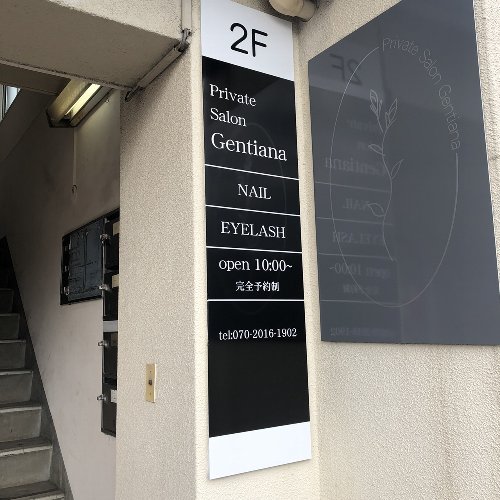 2F
Private
Salon
Gentiana
NAIL
EYELASH
open 10:00~
完全予約制
tel:070-2016-1902
Private Salon Gentiana